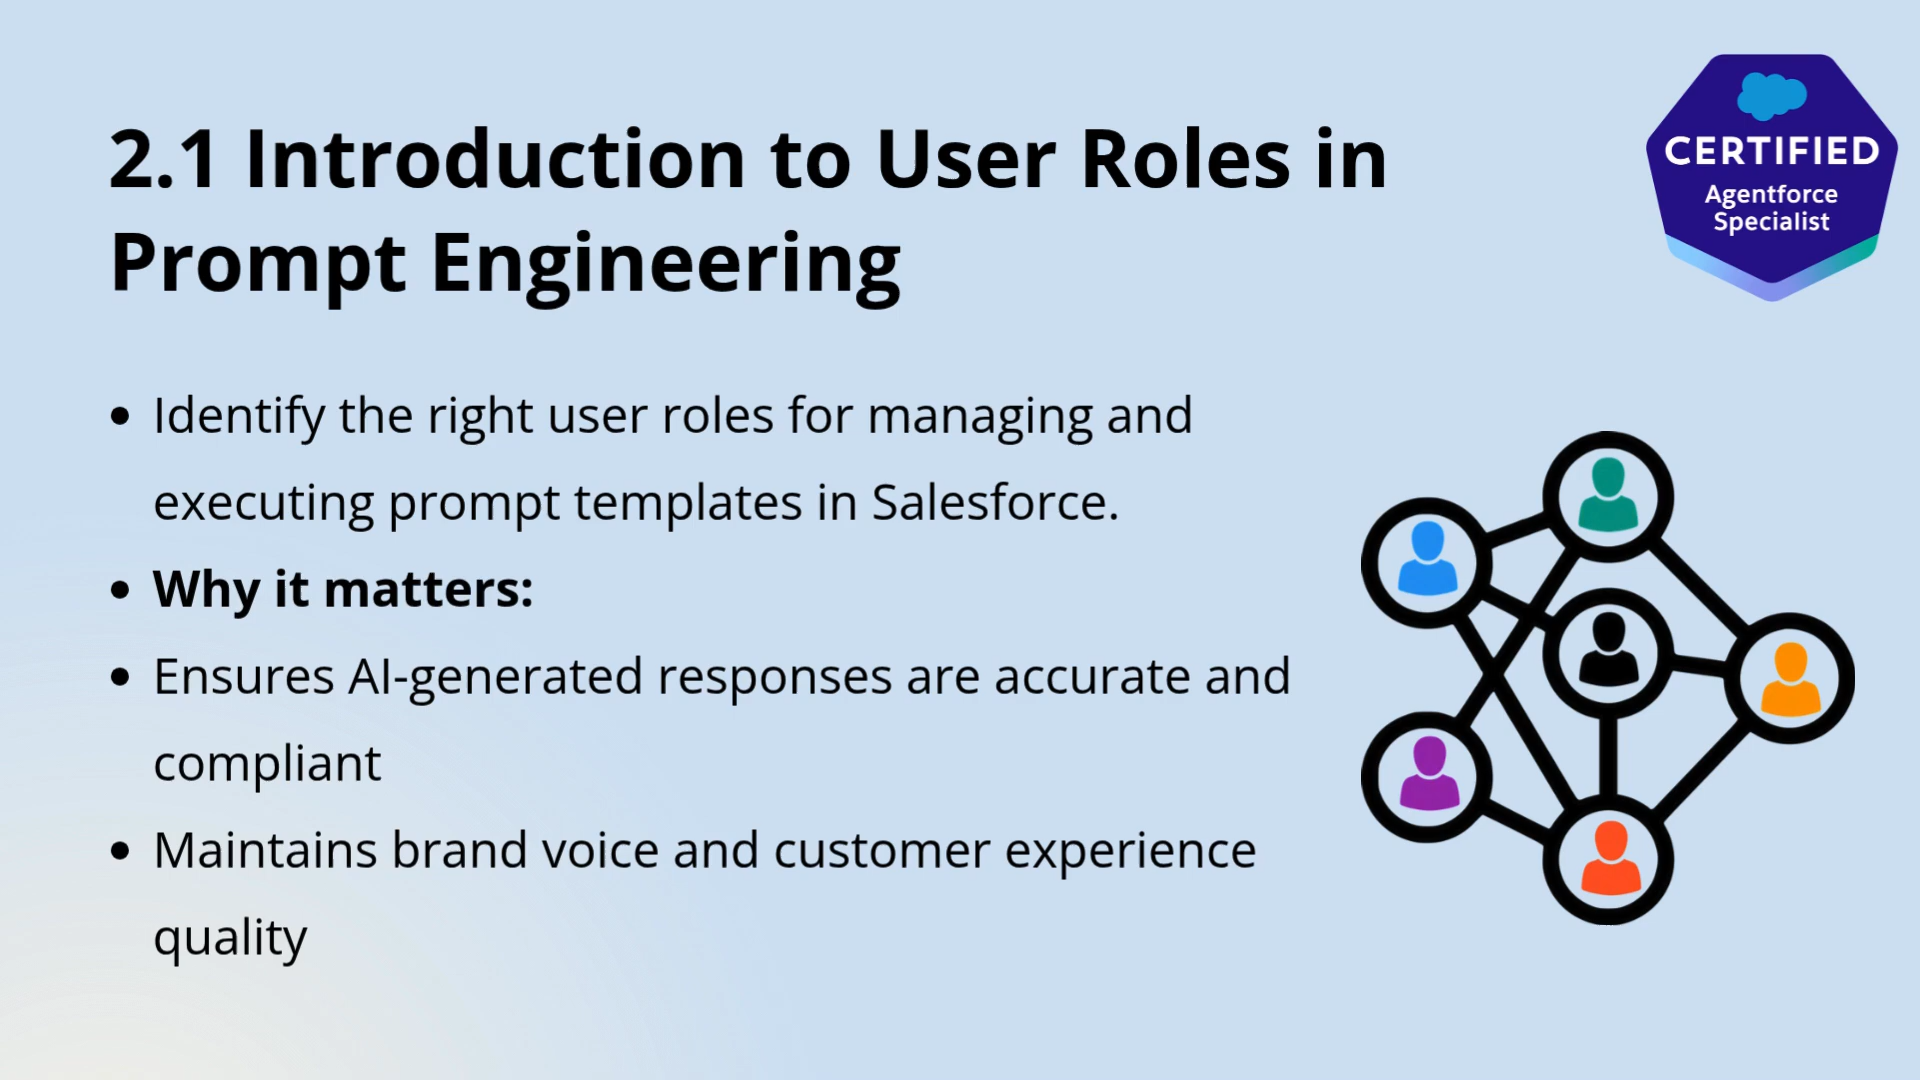 2.1 Introduction to User Roles in
Prompt Engineering
CERTIFIED
Agentforce
Specialist
• Identify the right user roles for managing and
executing prompt templates in Salesforce.
• Why it matters:
• Ensures AI-generated responses are accurate and
compliant
• Maintains brand voice and customer experience
quality